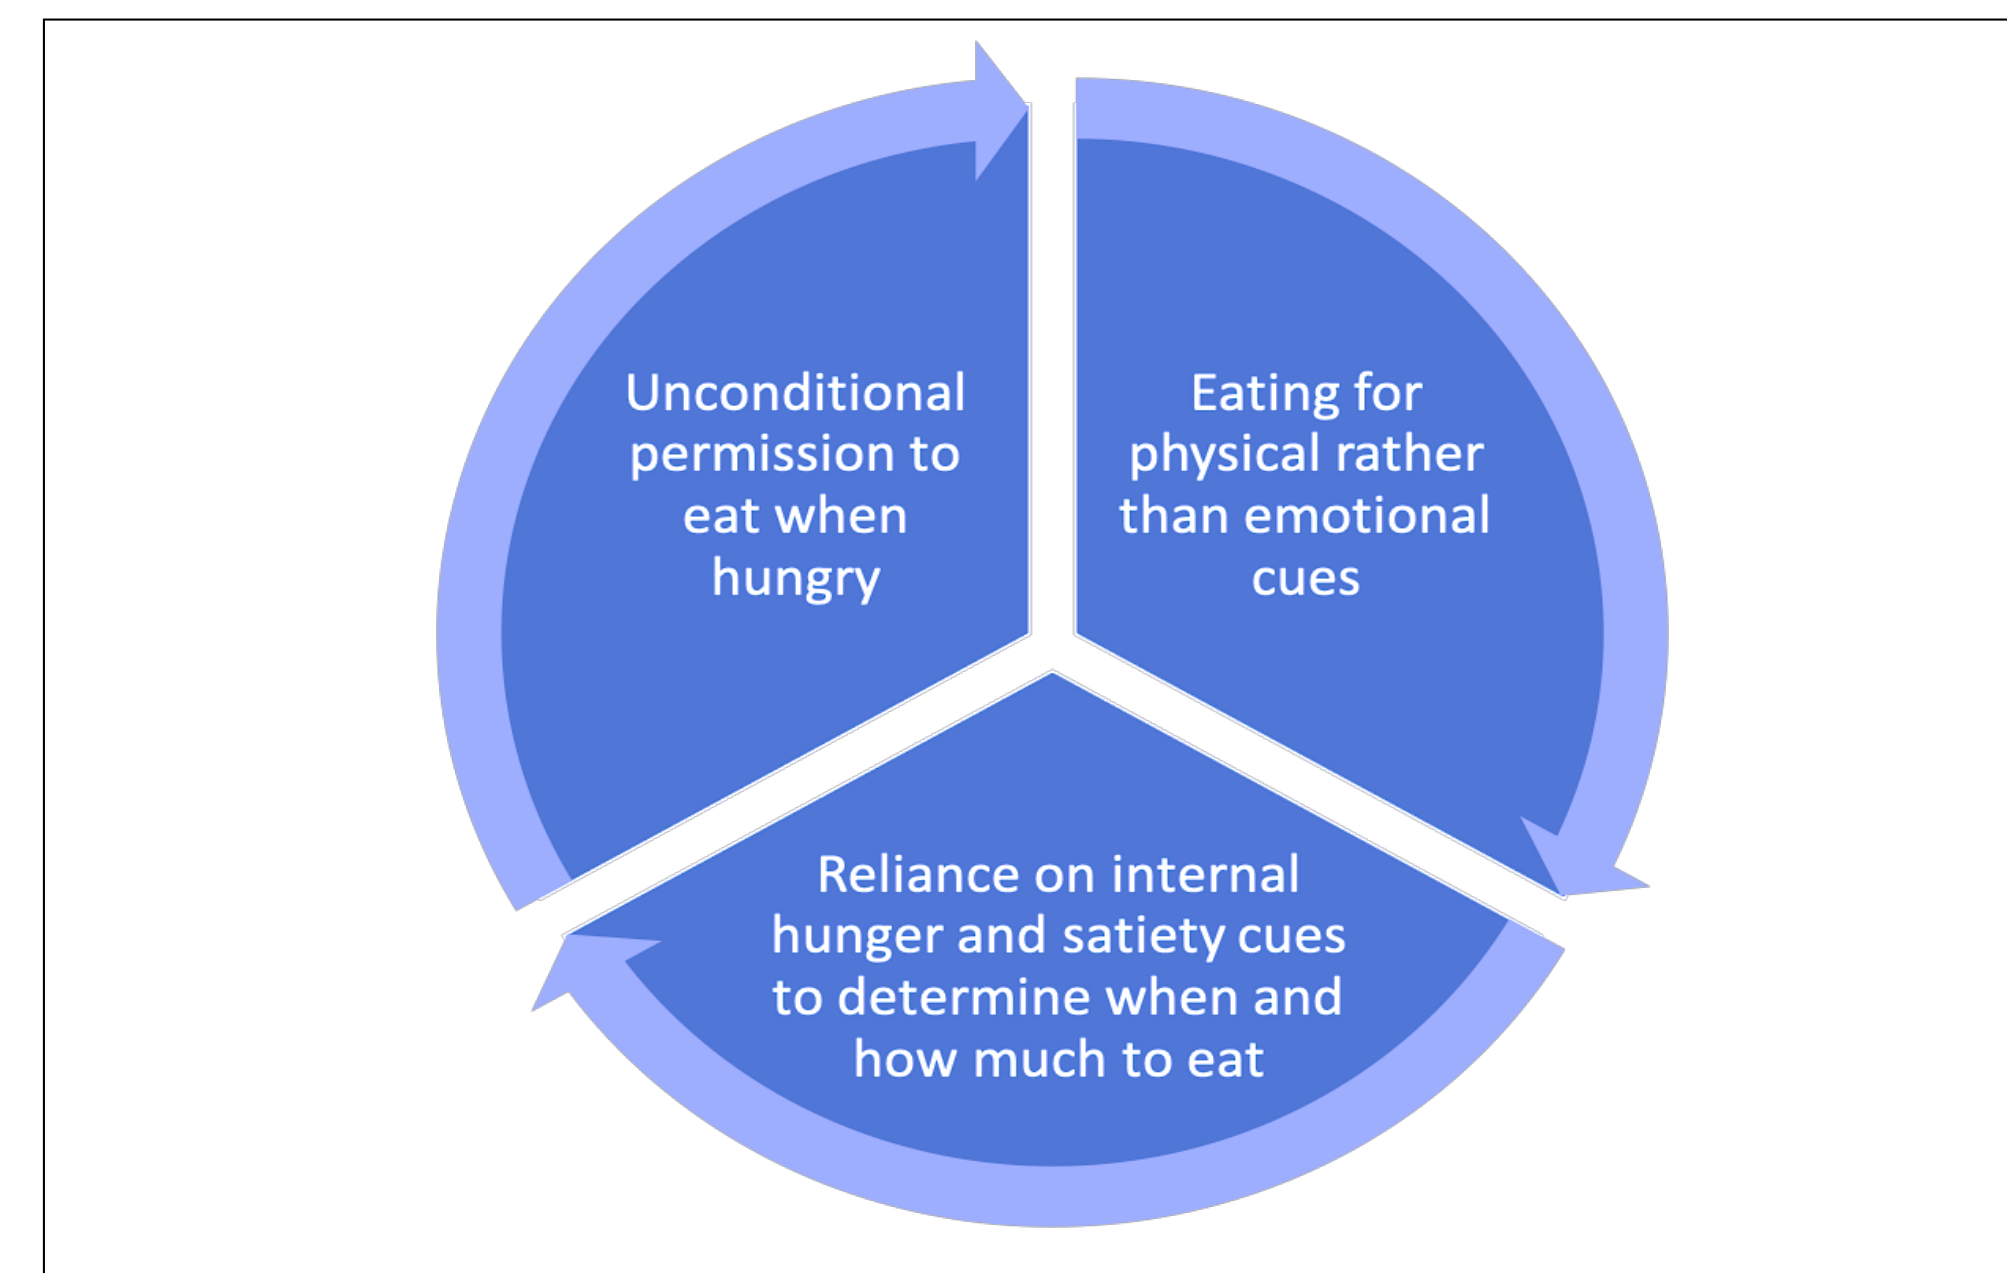 Unconditional
permission to
eat when
hungry
Eating for
physical rather
than emotional
cues
Reliance on internal
hunger and satiety cues
to determine when and
how much to eat